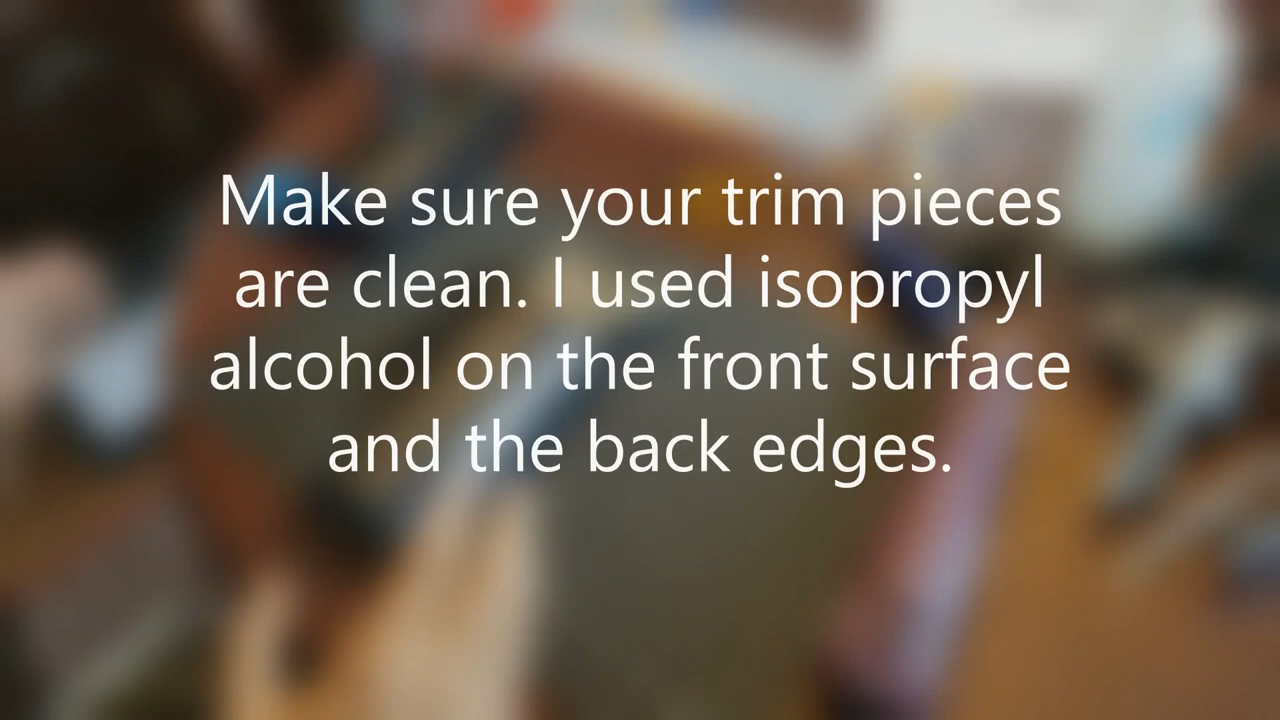 Make sure your trim pieces
are clean. I used isopropyl
alcohol on the front surface
and the back edges.